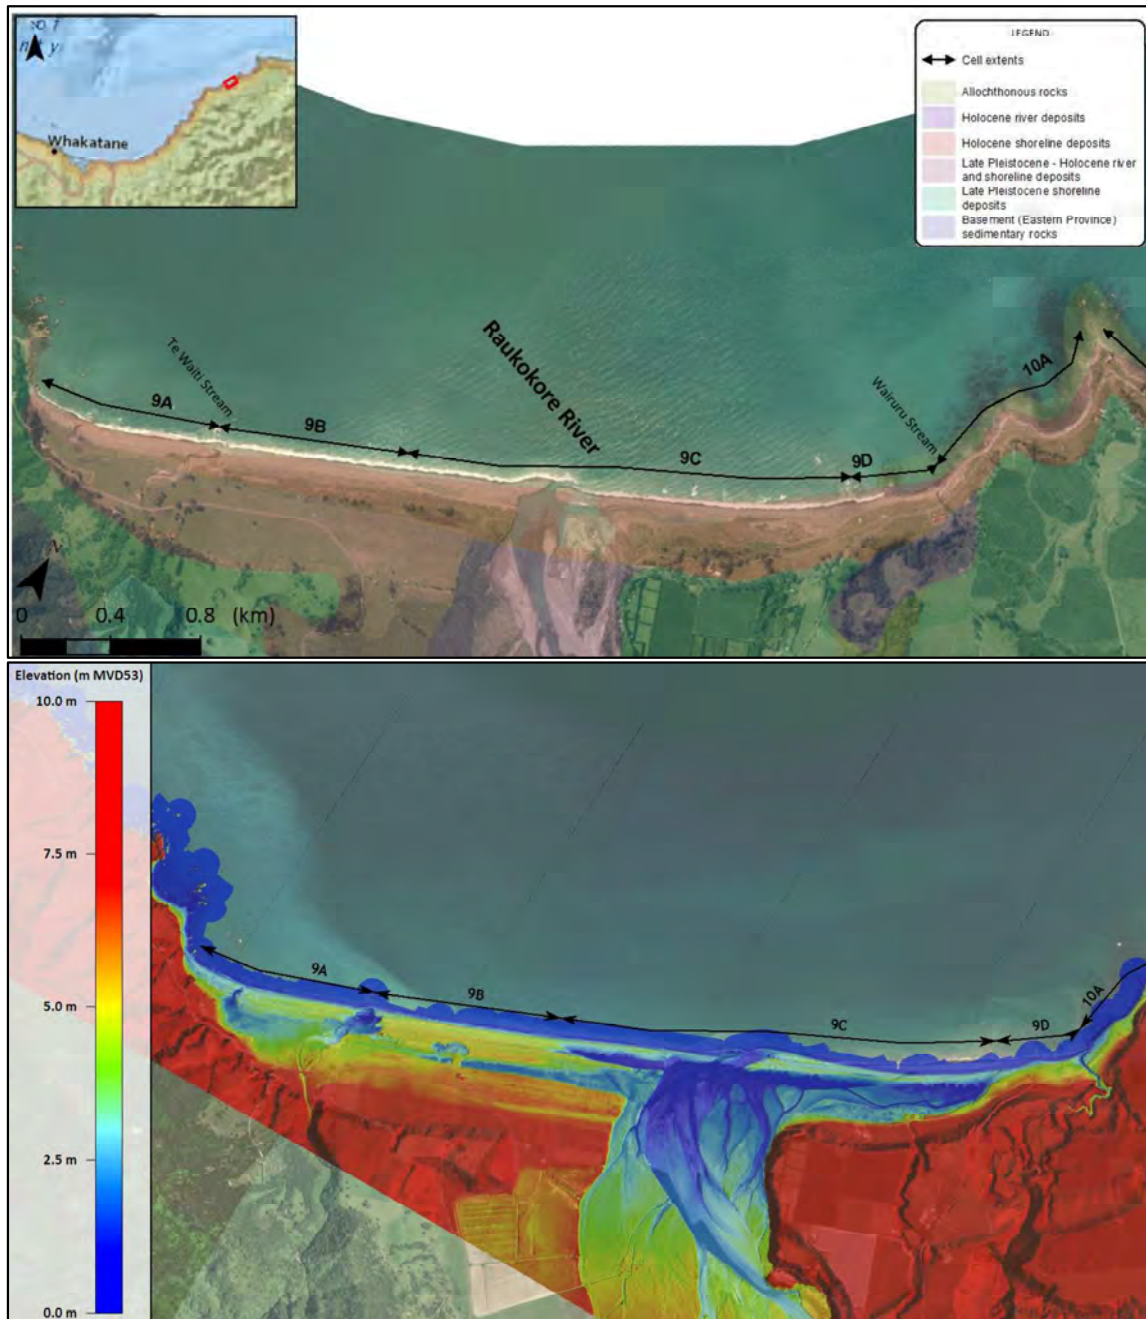 Whakatane
LEGEND
Cell extents
Allochthonous rocks
Holocene river deposits
Holocene shoreline deposits
Late Pleistocene - Holocene river
and shoreline deposits
Late Pleistocene shoreline
deposits
Basement (Eastern Province)
sedimentary rocks
Te Waiti Stream
Raukokore River
Wairuru Stream
9A
9B
9C
9D
10A
N
0 0.4 0.8 (km)
Elevation (m MVD53)
10.0 m
7.5 m
5.0 m
2.5 m
0.0 m
9A
9B
9C
9D
10A